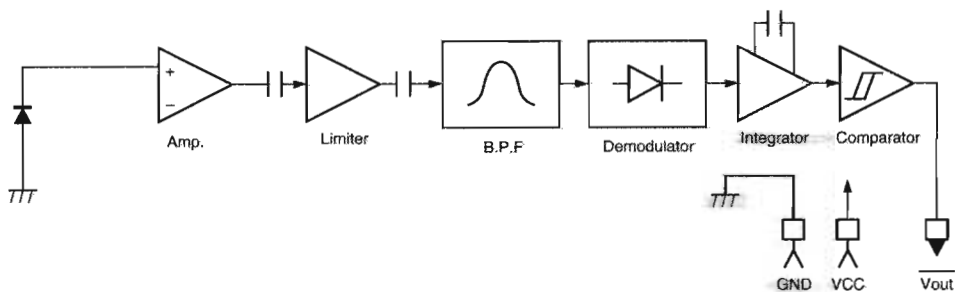 +
−
Amp.
Limiter
B.P.F
Demodulator
Integrator
Comparator
GND
VCC
Vout